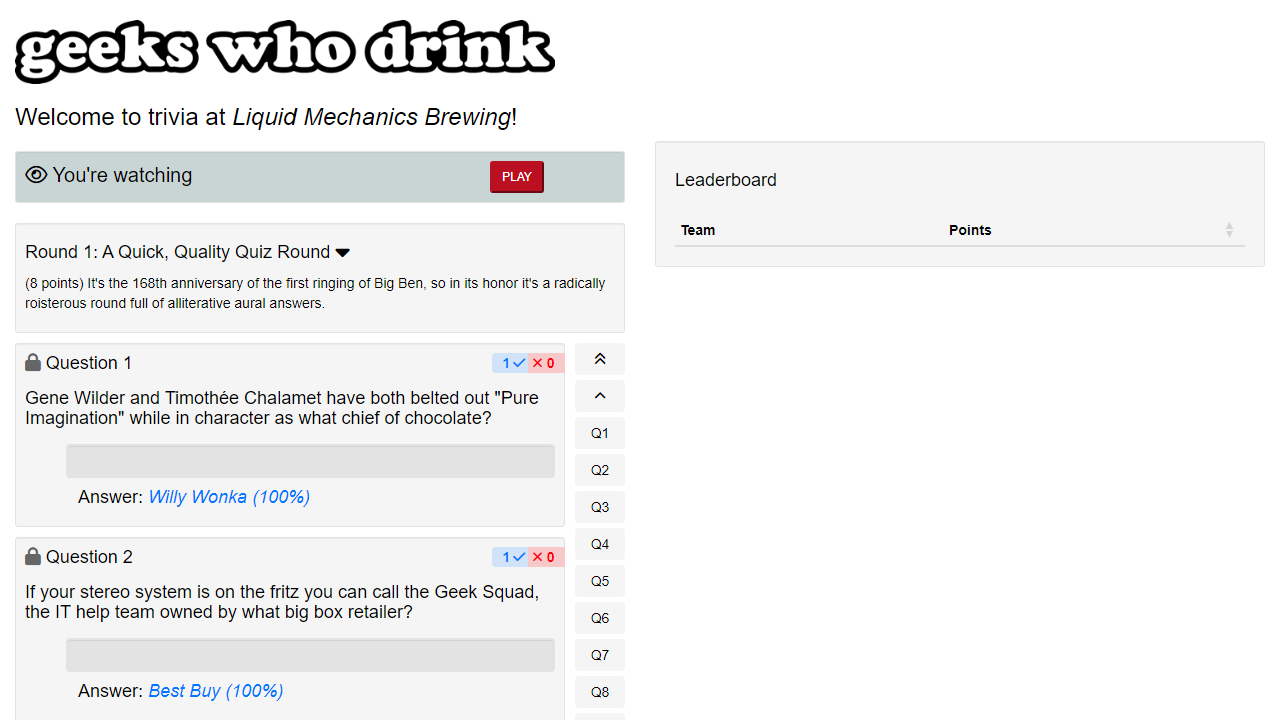 geeks who drink
Welcome to trivia at Liquid Mechanics Brewing!
You're watching
PLAY
Round 1: A Quick, Quality Quiz Round
(8 points) It's the 168th anniversary of the first ringing of Big Ben, so in its honor it's a radically
roisterous round full of alliterative aural answers.
Question 1
1 0
Gene Wilder and Timothée Chalamet have both belted out "Pure
Imagination" while in character as what chief of chocolate?
Answer: Willy Wonka (100%)
Question 2
1 0
If your stereo system is on the fritz you can call the Geek Squad,
the IT help team owned by what big box retailer?
Answer: Best Buy (100%)
Q1
Q2
Q3
Q4
Q5
Q6
Q7
Q8
Leaderboard
Team Points